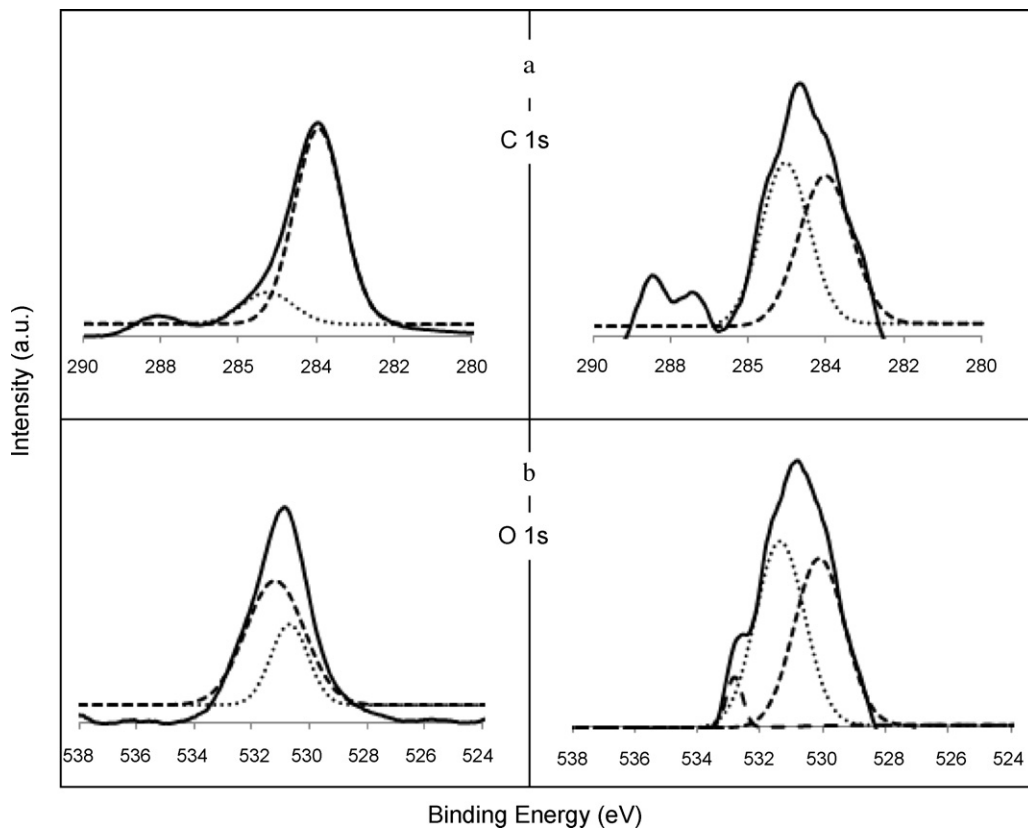 a
C 1s
290 288 285 284 282 280
290 288 285 284 282 280
Intensity (a.u.)
b
O 1s
538 536 534 531 530 528 526 524
538 536 534 532 530 528 526 524
Binding Energy (eV)